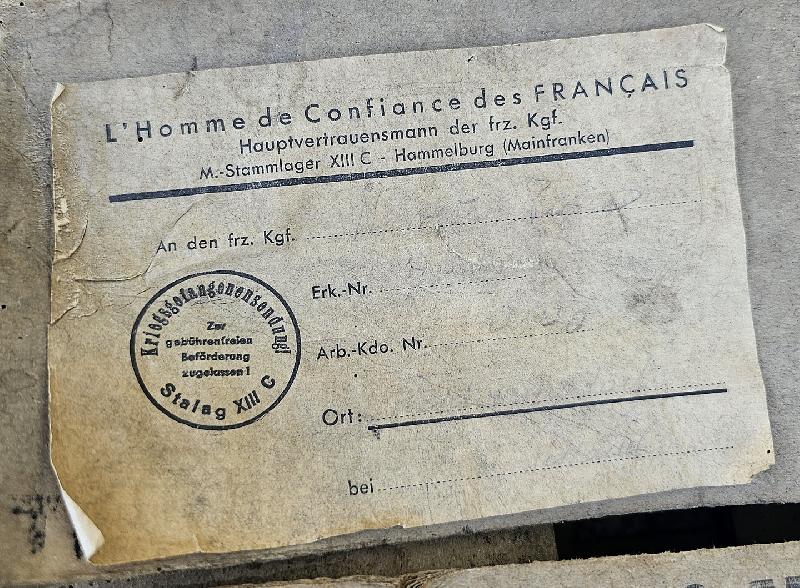 L'Homme de Confiance des FRANÇAIS
Hauptvertrauensmann der frz. Kgf.
M.-Stammlager XIII C - Hammelburg (Mainfranken)
An den frz. Kgf.
Erk.-Nr.
Arb.-Kdo. Nr.
Ort:
bei
Kriegsgefangenensendung!
Zur
gebührenfreien
Beförderung
zugelassen!
Stalag XIII C